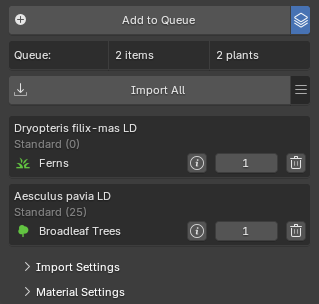 Add to Queue
Queue: 2 items 2 plants
Import All
Dryopteris filix-mas LD
Standard (0)
Ferns 1
Aesculus pavia LD
Standard (25)
Broadleaf Trees 1
Import Settings
Material Settings